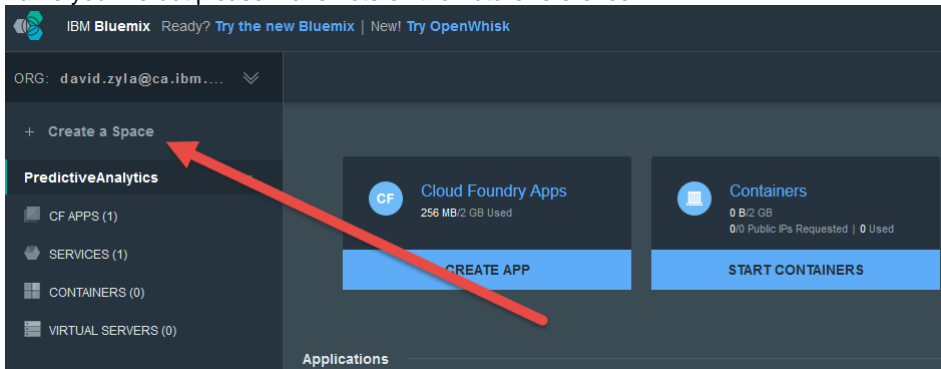 IBM Bluemix Ready? Try the new Bluemix | New! Try OpenWhisk
ORG: david.zyla@ca.ibm....
+ Create a Space
PredictiveAnalytics
CF APPS (1)
SERVICES (1)
CONTAINERS (0)
VIRTUAL SERVERS (0)
CF
Cloud Foundry Apps
256 MB/2 GB Used
CREATE APP
Containers
0 B/2 GB
0/0 Public IPs Requested | 0 Used
START CONTAINERS
Applications